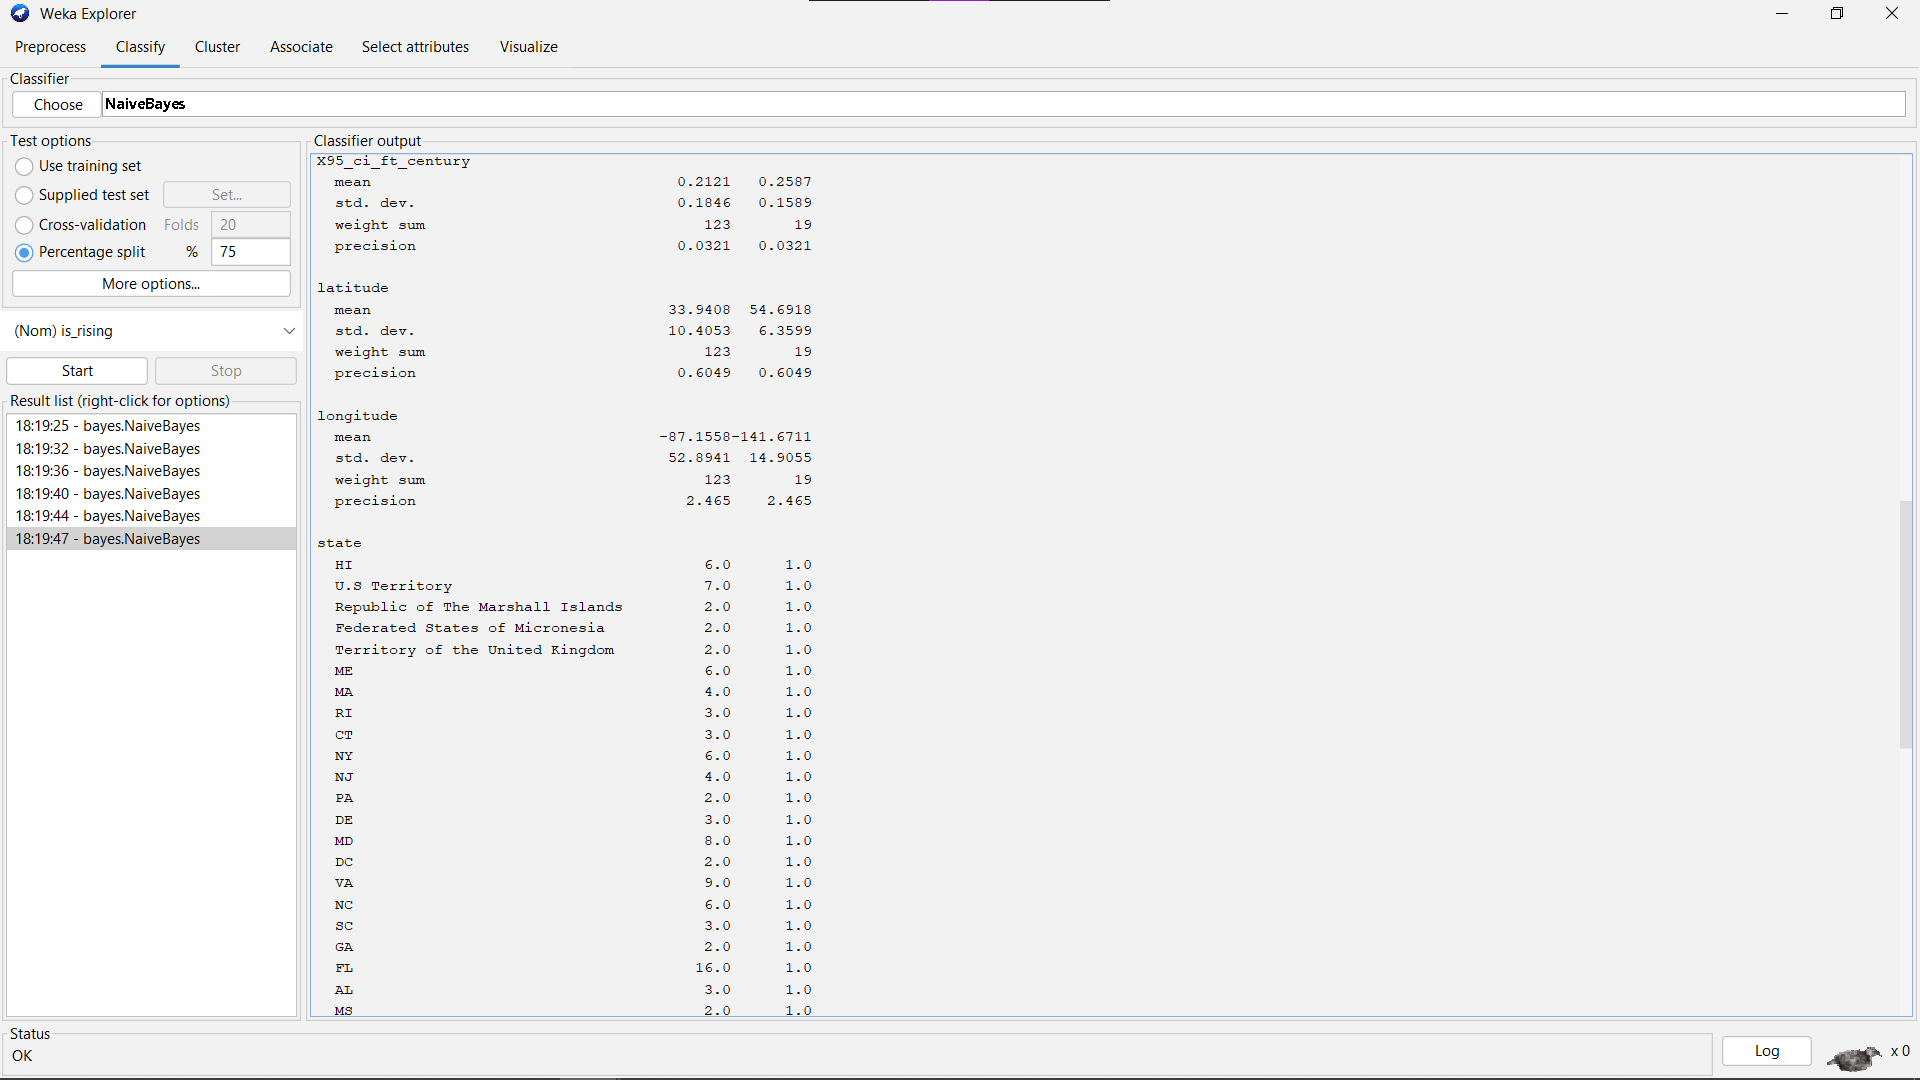 Weka Explorer
Preprocess Classify Cluster Associate Select attributes Visualize
Classifier
Choose NaiveBayes
Test options
Use training set
Supplied test set Set...
Cross-validation Folds 20
Percentage split % 75
More options...
(Nom) is_rising
Start Stop
Result list (right-click for options)
18:19:25 - bayes.NaiveBayes
18:19:32 - bayes.NaiveBayes
18:19:36 - bayes.NaiveBayes
18:19:40 - bayes.NaiveBayes
18:19:44 - bayes.NaiveBayes
18:19:47 - bayes.NaiveBayes
Classifier output
X95_ci_ft_century
mean 0.2121 0.2587
std. dev. 0.1846 0.1589
weight sum 123 19
precision 0.0321 0.0321
latitude
mean 33.9408 54.6918
std. dev. 10.4053 6.3599
weight sum 123 19
precision 0.6049 0.6049
longitude
mean -87.1558-141.6711
std. dev. 52.8941 14.9055
weight sum 123 19
precision 2.465 2.465
state
HI 6.0 1.0
U.S Territory 7.0 1.0
Republic of The Marshall Islands 2.0 1.0
Federated States of Micronesia 2.0 1.0
Territory of the United Kingdom 2.0 1.0
ME 6.0 1.0
MA 4.0 1.0
RI 3.0 1.0
CT 3.0 1.0
NY 6.0 1.0
NJ 4.0 1.0
PA 2.0 1.0
DE 3.0 1.0
MD 8.0 1.0
DC 2.0 1.0
VA 9.0 1.0
NC 6.0 1.0
SC 3.0 1.0
GA 2.0 1.0
FL 16.0 1.0
AL 3.0 1.0
MS 2.0 1.0
Status
OK
Log x 0